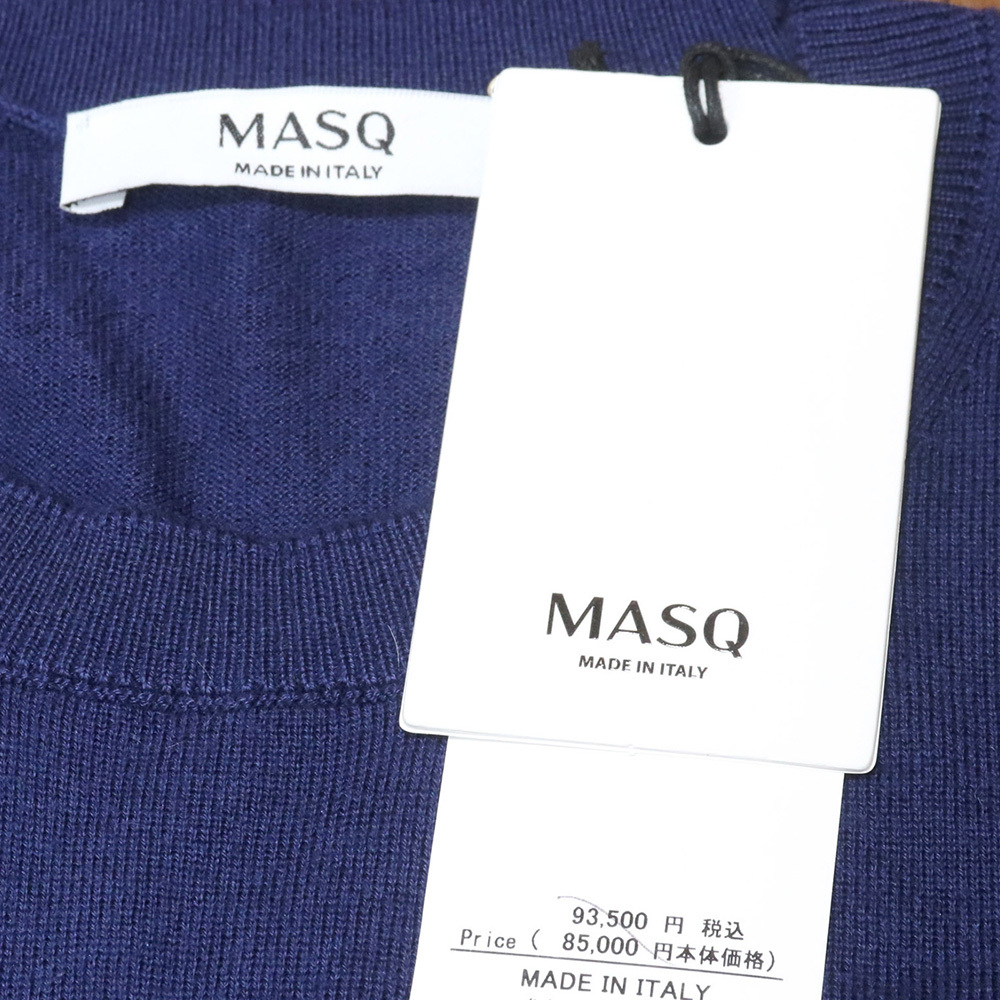 MASQ
MADE IN ITALY
MASQ
MADE IN ITALY
93,500 円 税込
Price ( 85,000 円本体価格)
MADE IN ITALY